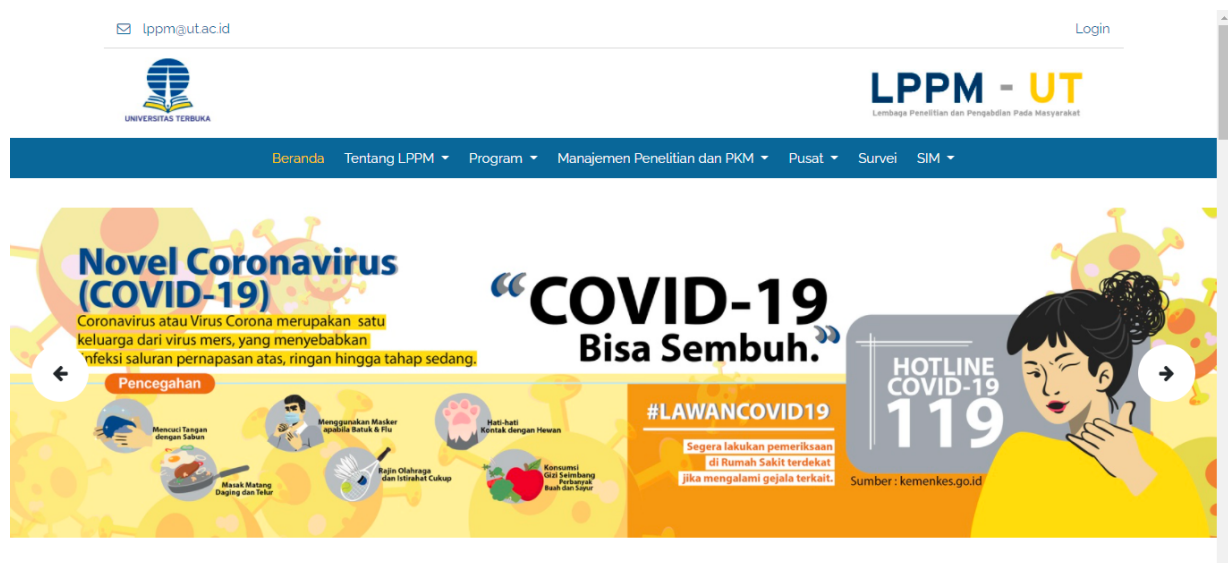 lppm@ut.ac.id
Login
UNIVERSITAS TERBUKA
LPPM - UT
Lembaga Penelitian dan Pengabdian Pada Masyarakat
Beranda Tentang LPPM Program Manajemen Penelitian dan PKM Pusat Survei SIM
Novel Coronavirus
(COVID-19)
Coronavirus atau Virus Corona merupakan satu
keluarga dari virus mers, yang menyebabkan
infeksi saluran pernapasan atas, ringan hingga tahap sedang.
Pencegahan
Mencuci Tangan
dengan Sabun
Menggunakan Masker
apabila Batuk & Flu
Hati-hati
Kontak dengan Hewan
Masak Matang
Daging dan Telur
Rajin Olahraga
dan Istirahat Cukup
Konsumsi
Gizi Seimbang
Perbanyak
Buah dan Sayur
“COVID-19
Bisa Sembuh.”
#LAWANCOVID19
Segera lakukan pemeriksaan
di Rumah Sakit terdekat
jika mengalami gejala terkait.
HOTLINE
COVID-19
119
Sumber : kemenkes.go.id